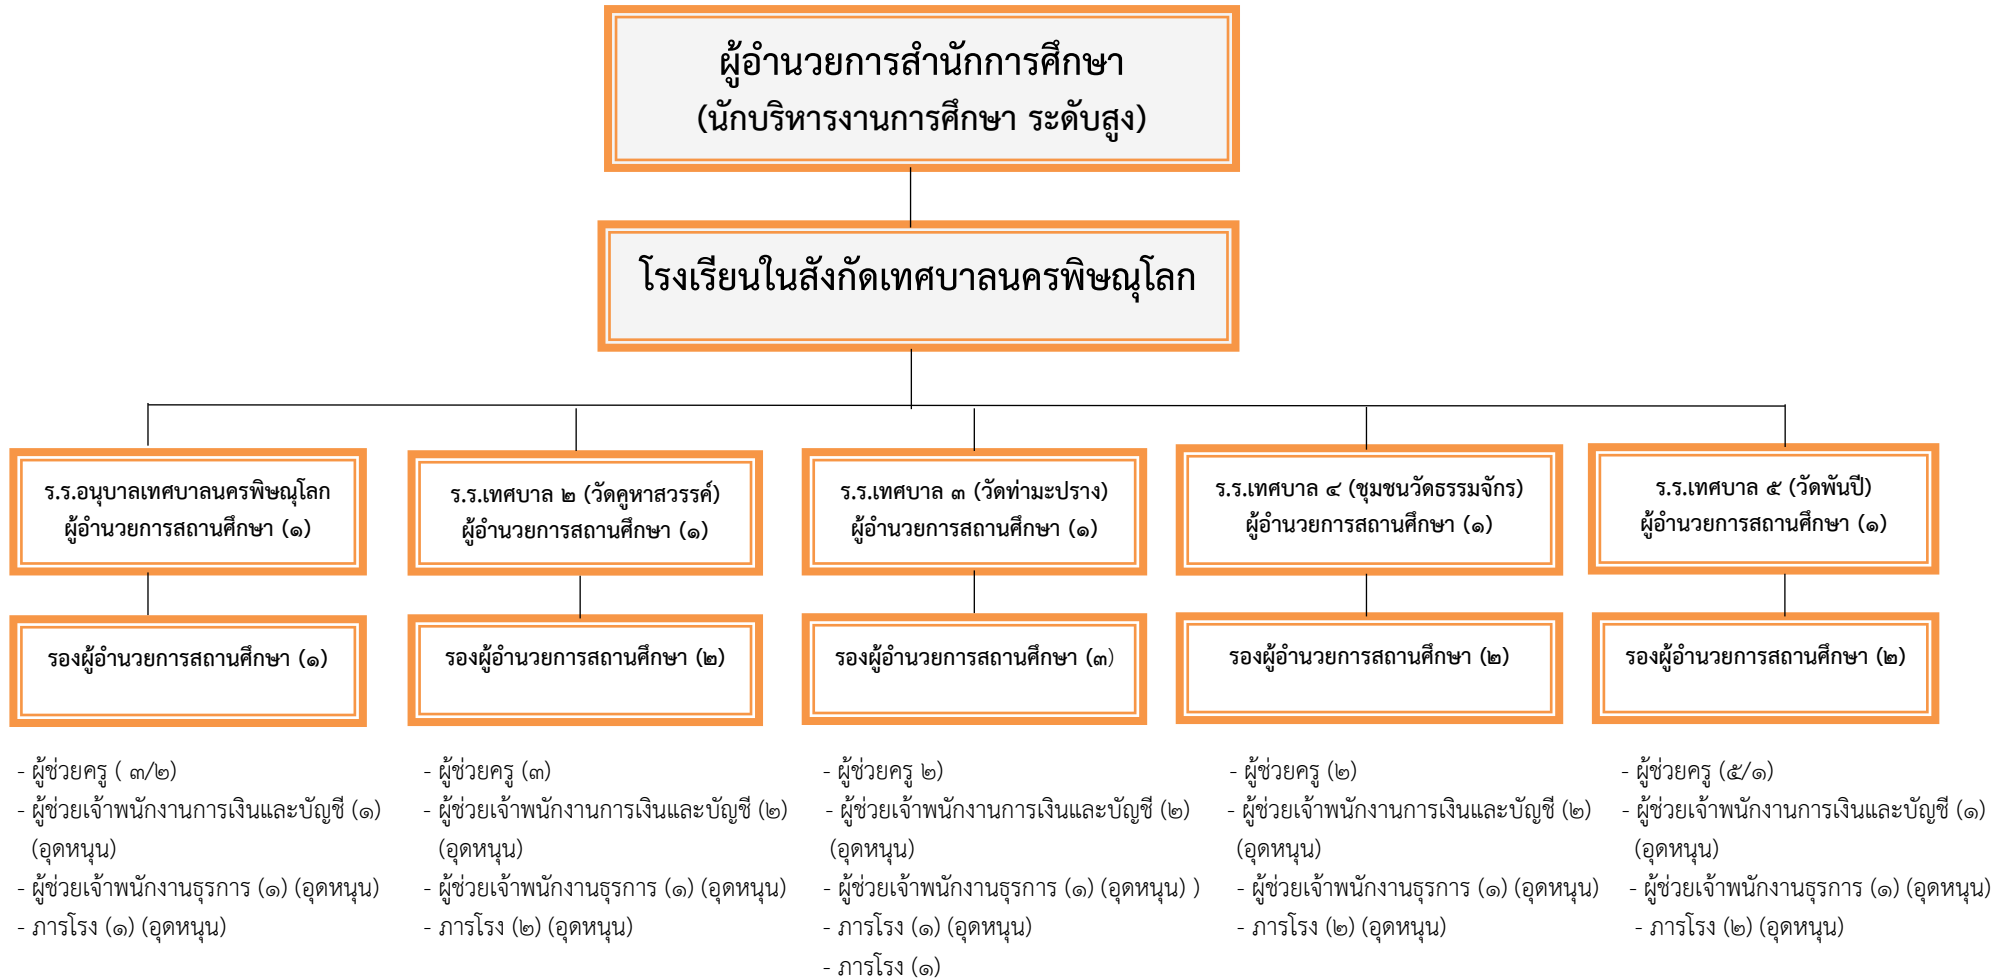 ผู้อำนวยการสำนักการศึกษา
(นักบริหารงานการศึกษา ระดับสูง)
โรงเรียนในสังกัดเทศบาลนครพิษณุโลก
ร.ร.อนุบาลเทศบาลนครพิษณุโลก
ผู้อำนวยการสถานศึกษา (๑)
ร.ร.เทศบาล ๒ (วัดคูหาสวรรค์)
ผู้อำนวยการสถานศึกษา (๑)
ร.ร.เทศบาล ๓ (วัดท่ามะปราง)
ผู้อำนวยการสถานศึกษา (๑)
ร.ร.เทศบาล ๔ (ชุมชนวัดธรรมจักร)
ผู้อำนวยการสถานศึกษา (๑)
ร.ร.เทศบาล ๕ (วัดพันปี)
ผู้อำนวยการสถานศึกษา (๑)
รองผู้อำนวยการสถานศึกษา (๑)
รองผู้อำนวยการสถานศึกษา (๒)
รองผู้อำนวยการสถานศึกษา (๓)
รองผู้อำนวยการสถานศึกษา (๒)
รองผู้อำนวยการสถานศึกษา (๒)
- ผู้ช่วยครู ( ๓/๒)
- ผู้ช่วยเจ้าพนักงานการเงินและบัญชี (๑)
(อุดหนุน)
- ผู้ช่วยเจ้าพนักงานธุรการ (๑) (อุดหนุน)
- ภารโรง (๑) (อุดหนุน)
- ผู้ช่วยครู (๓)
- ผู้ช่วยเจ้าพนักงานการเงินและบัญชี (๒)
(อุดหนุน)
- ผู้ช่วยเจ้าพนักงานธุรการ (๑) (อุดหนุน)
- ภารโรง (๒) (อุดหนุน)
- ผู้ช่วยครู ๒)
- ผู้ช่วยเจ้าพนักงานการเงินและบัญชี (๒)
(อุดหนุน)
- ผู้ช่วยเจ้าพนักงานธุรการ (๑) (อุดหนุน) )
- ภารโรง (๑) (อุดหนุน)
- ภารโรง (๑)
- ผู้ช่วยครู (๒)
- ผู้ช่วยเจ้าพนักงานการเงินและบัญชี (๒)
(อุดหนุน)
- ผู้ช่วยเจ้าพนักงานธุรการ (๑) (อุดหนุน)
- ภารโรง (๒) (อุดหนุน)
- ผู้ช่วยครู (๕/๑)
- ผู้ช่วยเจ้าพนักงานการเงินและบัญชี (๑)
(อุดหนุน)
- ผู้ช่วยเจ้าพนักงานธุรการ (๑) (อุดหนุน)
- ภารโรง (๒) (อุดหนุน)